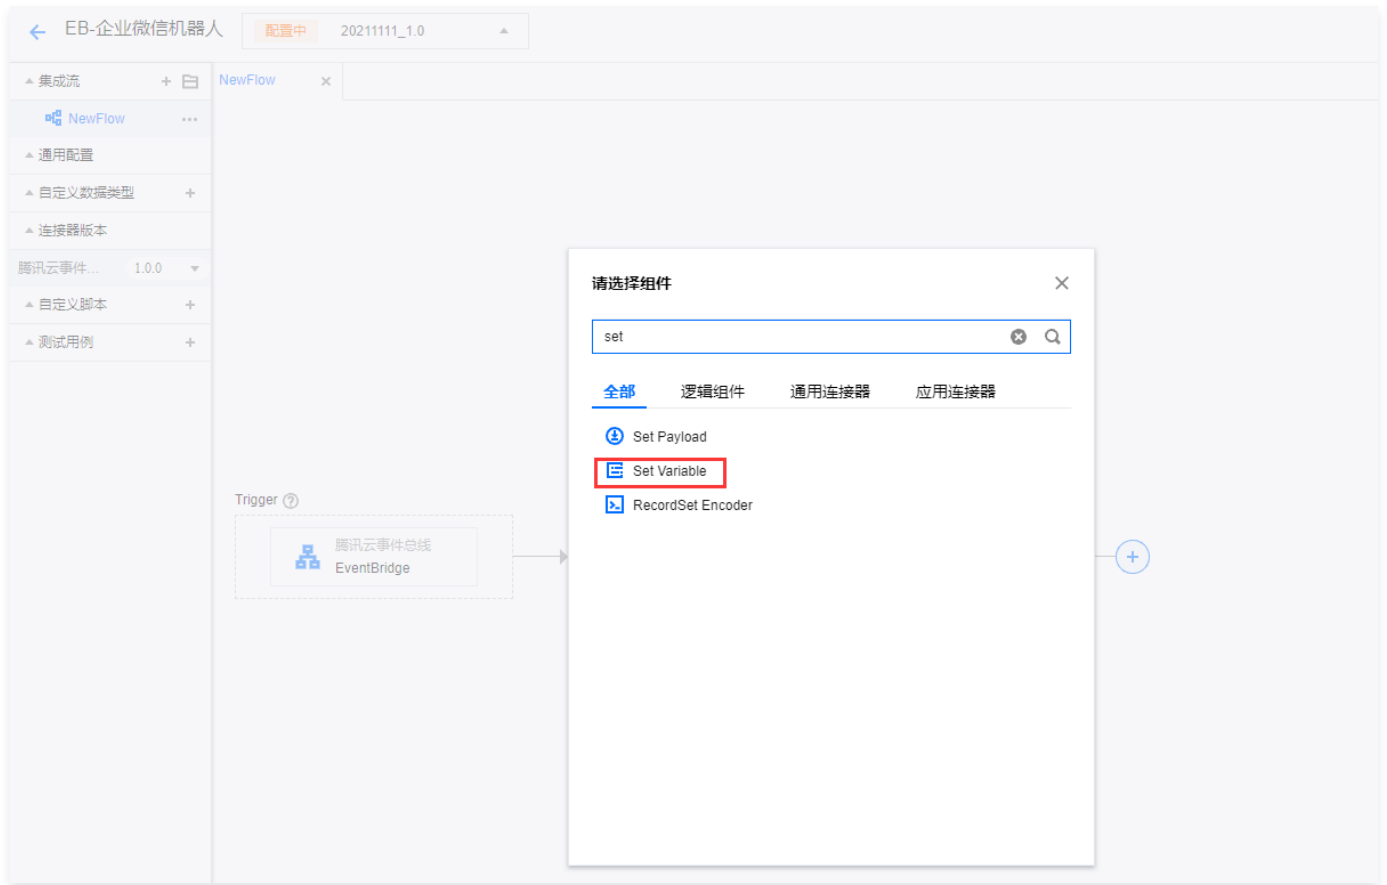 EB-企业微信机器人
配置中 20211111_1.0
集成流
NewFlow
通用配置
自定义数据类型
连接器版本
腾讯云事件... 1.0.0
自定义脚本
测试用例
NewFlow
Trigger
腾讯云事件总线
EventBridge
请选择组件
set
全部 逻辑组件 通用连接器 应用连接器
Set Payload
Set Variable
RecordSet Encoder